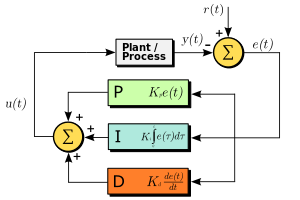 r(t)
+
Plant /
Process
y(t)
-
Σ
e(t)
P K_p e(t)
u(t)
Σ
+
+
+
I K_i ∫e(τ)dτ
D K_d de(t)/dt